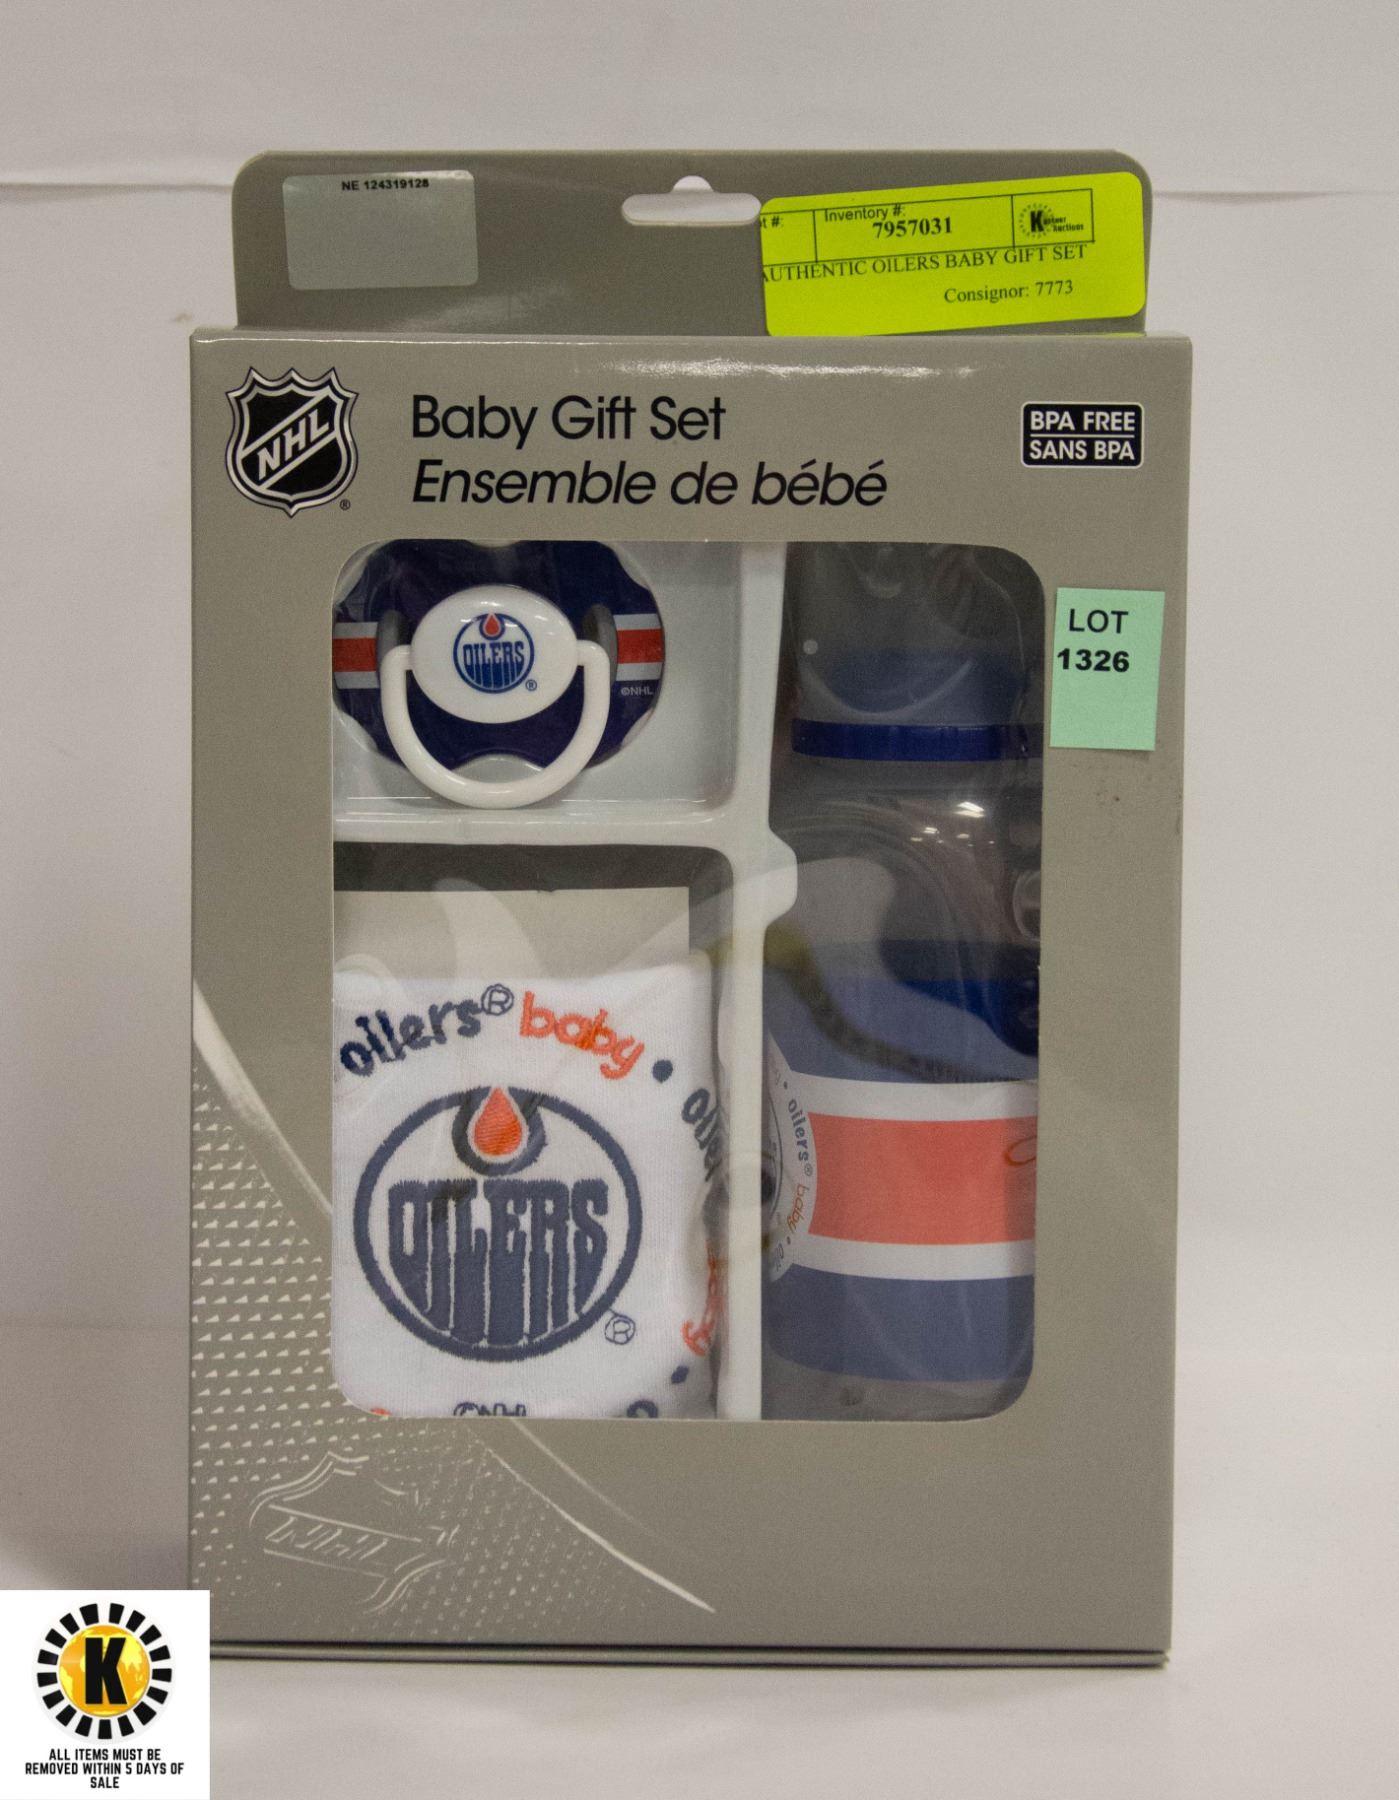 NE 124319128
Inventory #:
7957031
AUTHENTIC OILERS BABY GIFT SET
Consignor: 7773
NHL
®
Baby Gift Set
Ensemble de bébé
BPA FREE
SANS BPA
OILERS
®
©NHL
LOT
1326
oilers® baby •
OILERS
®
• oilers® baby •
NHL
K
ALL ITEMS MUST BE
REMOVED WITHIN 5 DAYS OF
SALE